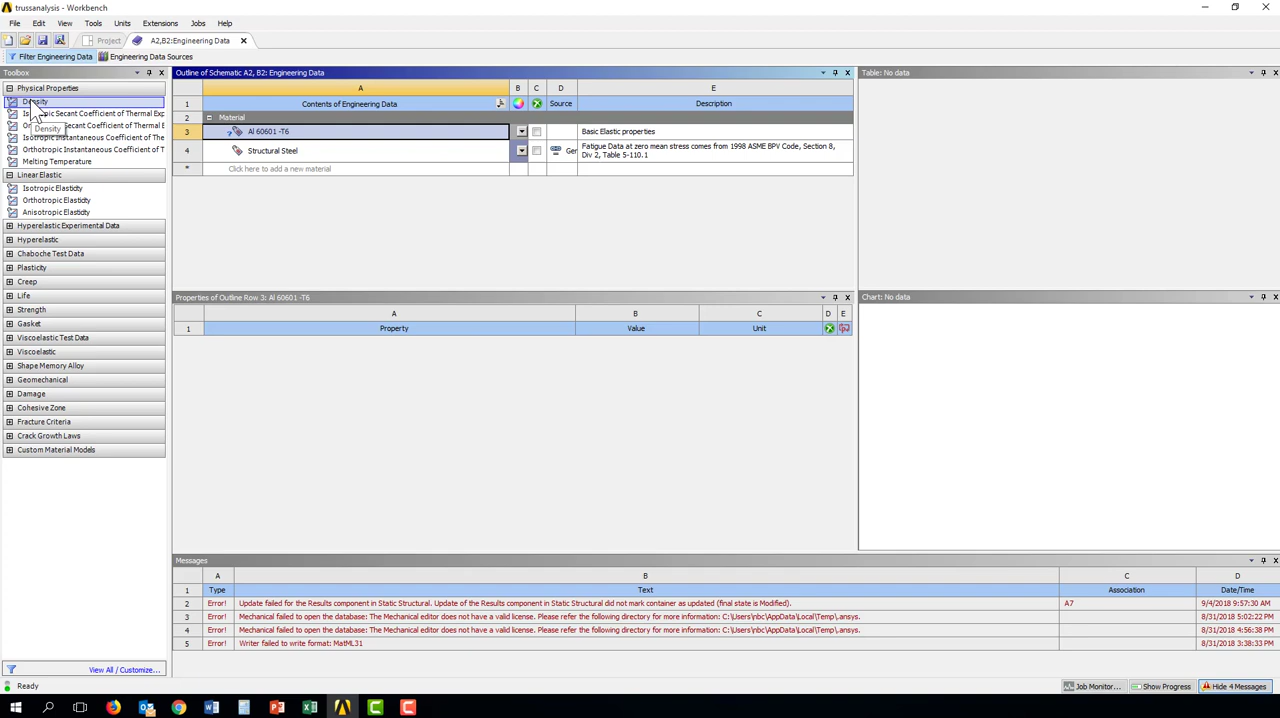 trussanalysis - Workbench
File Edit View Tools Units Extensions Jobs Help
Project A2,B2:Engineering Data
Filter Engineering Data Engineering Data Sources
Toolbox
Physical Properties
Density
Isotropic Secant Coefficient of Thermal Exp
Secant Coefficient of Thermal E
Density
Isotropic Instantaneous Coefficient of The
Orthotropic Instantaneous Coefficient of T
Melting Temperature
Linear Elastic
Isotropic Elasticity
Orthotropic Elasticity
Anisotropic Elasticity
Hyperelastic Experimental Data
Hyperelastic
Chaboche Test Data
Plasticity
Creep
Life
Strength
Gasket
Viscoelastic Test Data
Viscoelastic
Shape Memory Alloy
Geomechanical
Damage
Cohesive Zone
Fracture Criteria
Crack Growth Laws
Custom Material Models
View All / Customize...
Outline of Schematic A2, B2: Engineering Data
A B C D E
1 Contents of Engineering Data Source Description
2 Material
3 Al 60601 -T6 Basic Elastic properties
4 Structural Steel Ger Fatigue Data at zero mean stress comes from 1998 ASME BPV Code, Section 8,
Div 2, Table 5-110.1
* Click here to add a new material
Properties of Outline Row 3: Al 60601 -T6
A B C D E
1 Property Value Unit
Table: No data
Chart: No data
Messages
A B C D
1 Type Text Association Date/Time
2 Error! Update failed for the Results component in Static Structural. Update of the Results component in Static Structural did not mark container as updated (final state is Modified). A7 9/4/2018 9:57:30 AM
3 Error! Mechanical failed to open the database: The Mechanical editor does not have a valid license. Please refer the following directory for more information: C:\Users\nbc\AppData\Local\Temp\.ansys. 8/31/2018 5:02:22 PM
4 Error! Mechanical failed to open the database: The Mechanical editor does not have a valid license. Please refer the following directory for more information: C:\Users\nbc\AppData\Local\Temp\.ansys. 8/31/2018 4:56:38 PM
5 Error! Writer failed to write format: MatML31 8/31/2018 3:38:33 PM
Ready
Job Monitor... Show Progress Hide 4 Messages